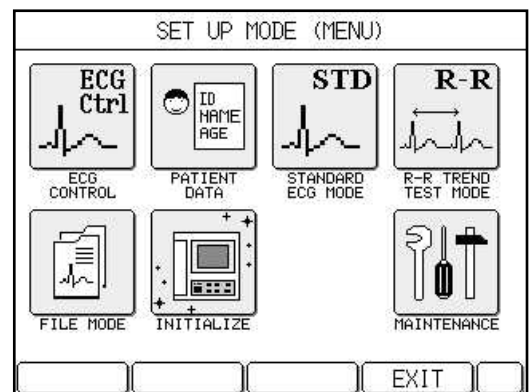 SET UP MODE (MENU)
ECG
Ctrl
ID
NAME
AGE
STD
R-R
ECG
CONTROL
PATIENT
DATA
STANDARD
ECG MODE
R-R TREND
TEST MODE
FILE MODE
INITIALIZE
MAINTENANCE
EXIT